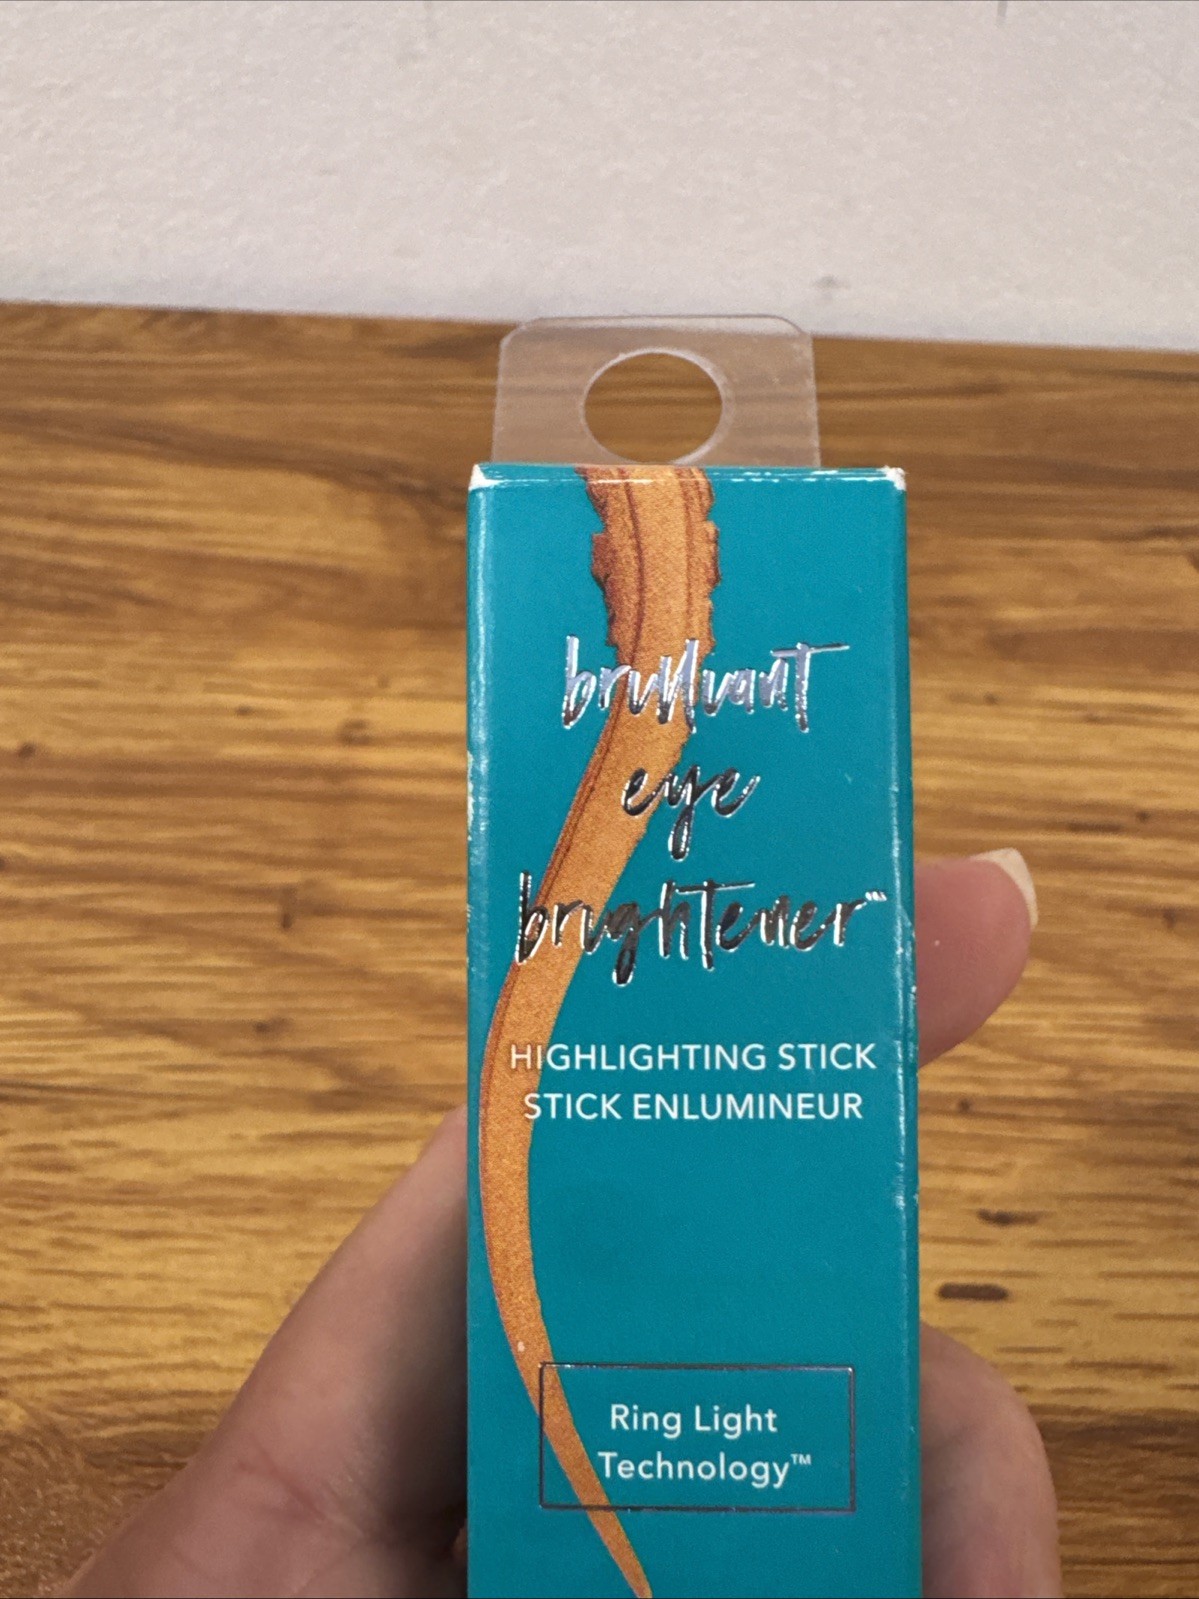 brilliant
eye
brightener™
HIGHLIGHTING STICK
STICK ENLUMINEUR
Ring Light
Technology™